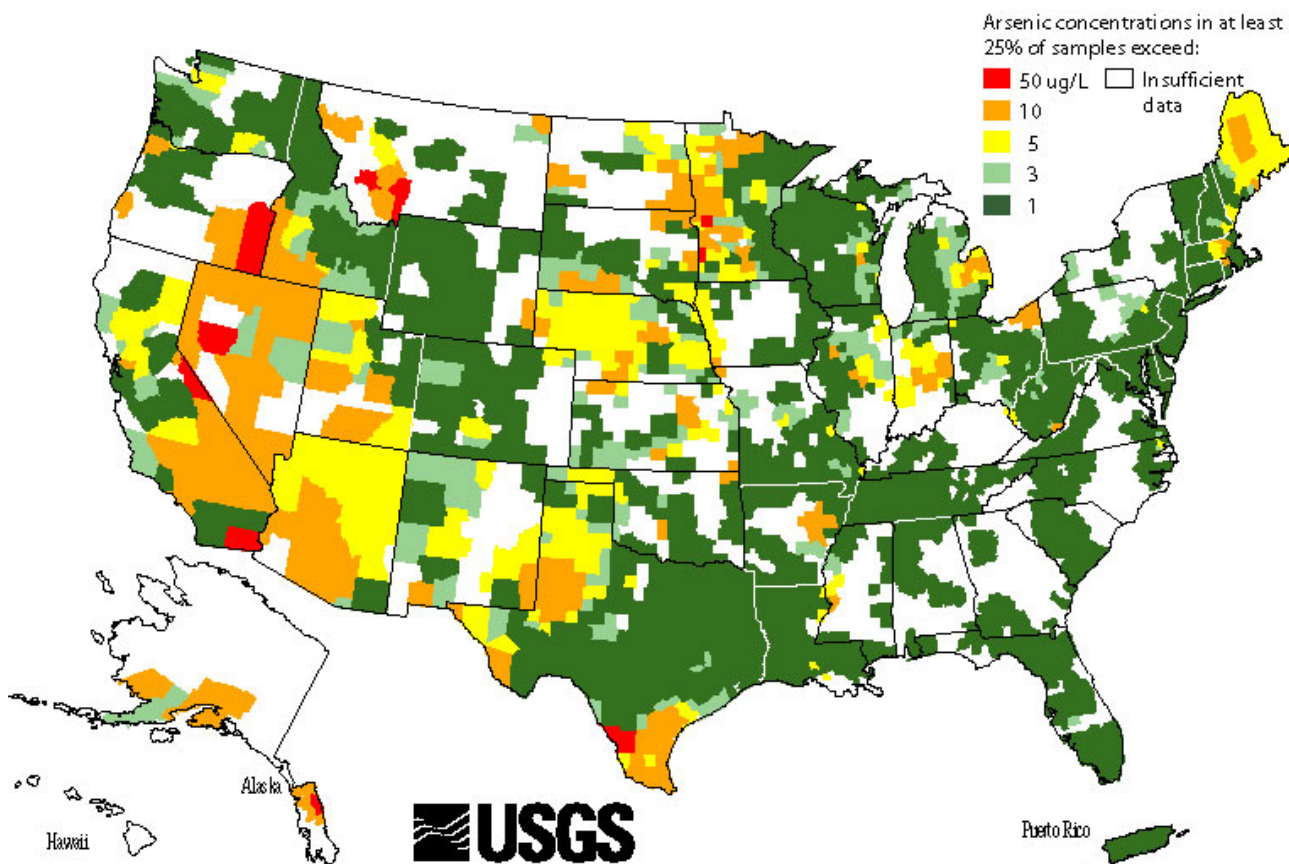 Arsenic concentrations in at least
25% of samples exceed:
50 ug/L
Insufficient
data
10
5
3
1
Alaska
Hawaii
USGS
Puerto Rico